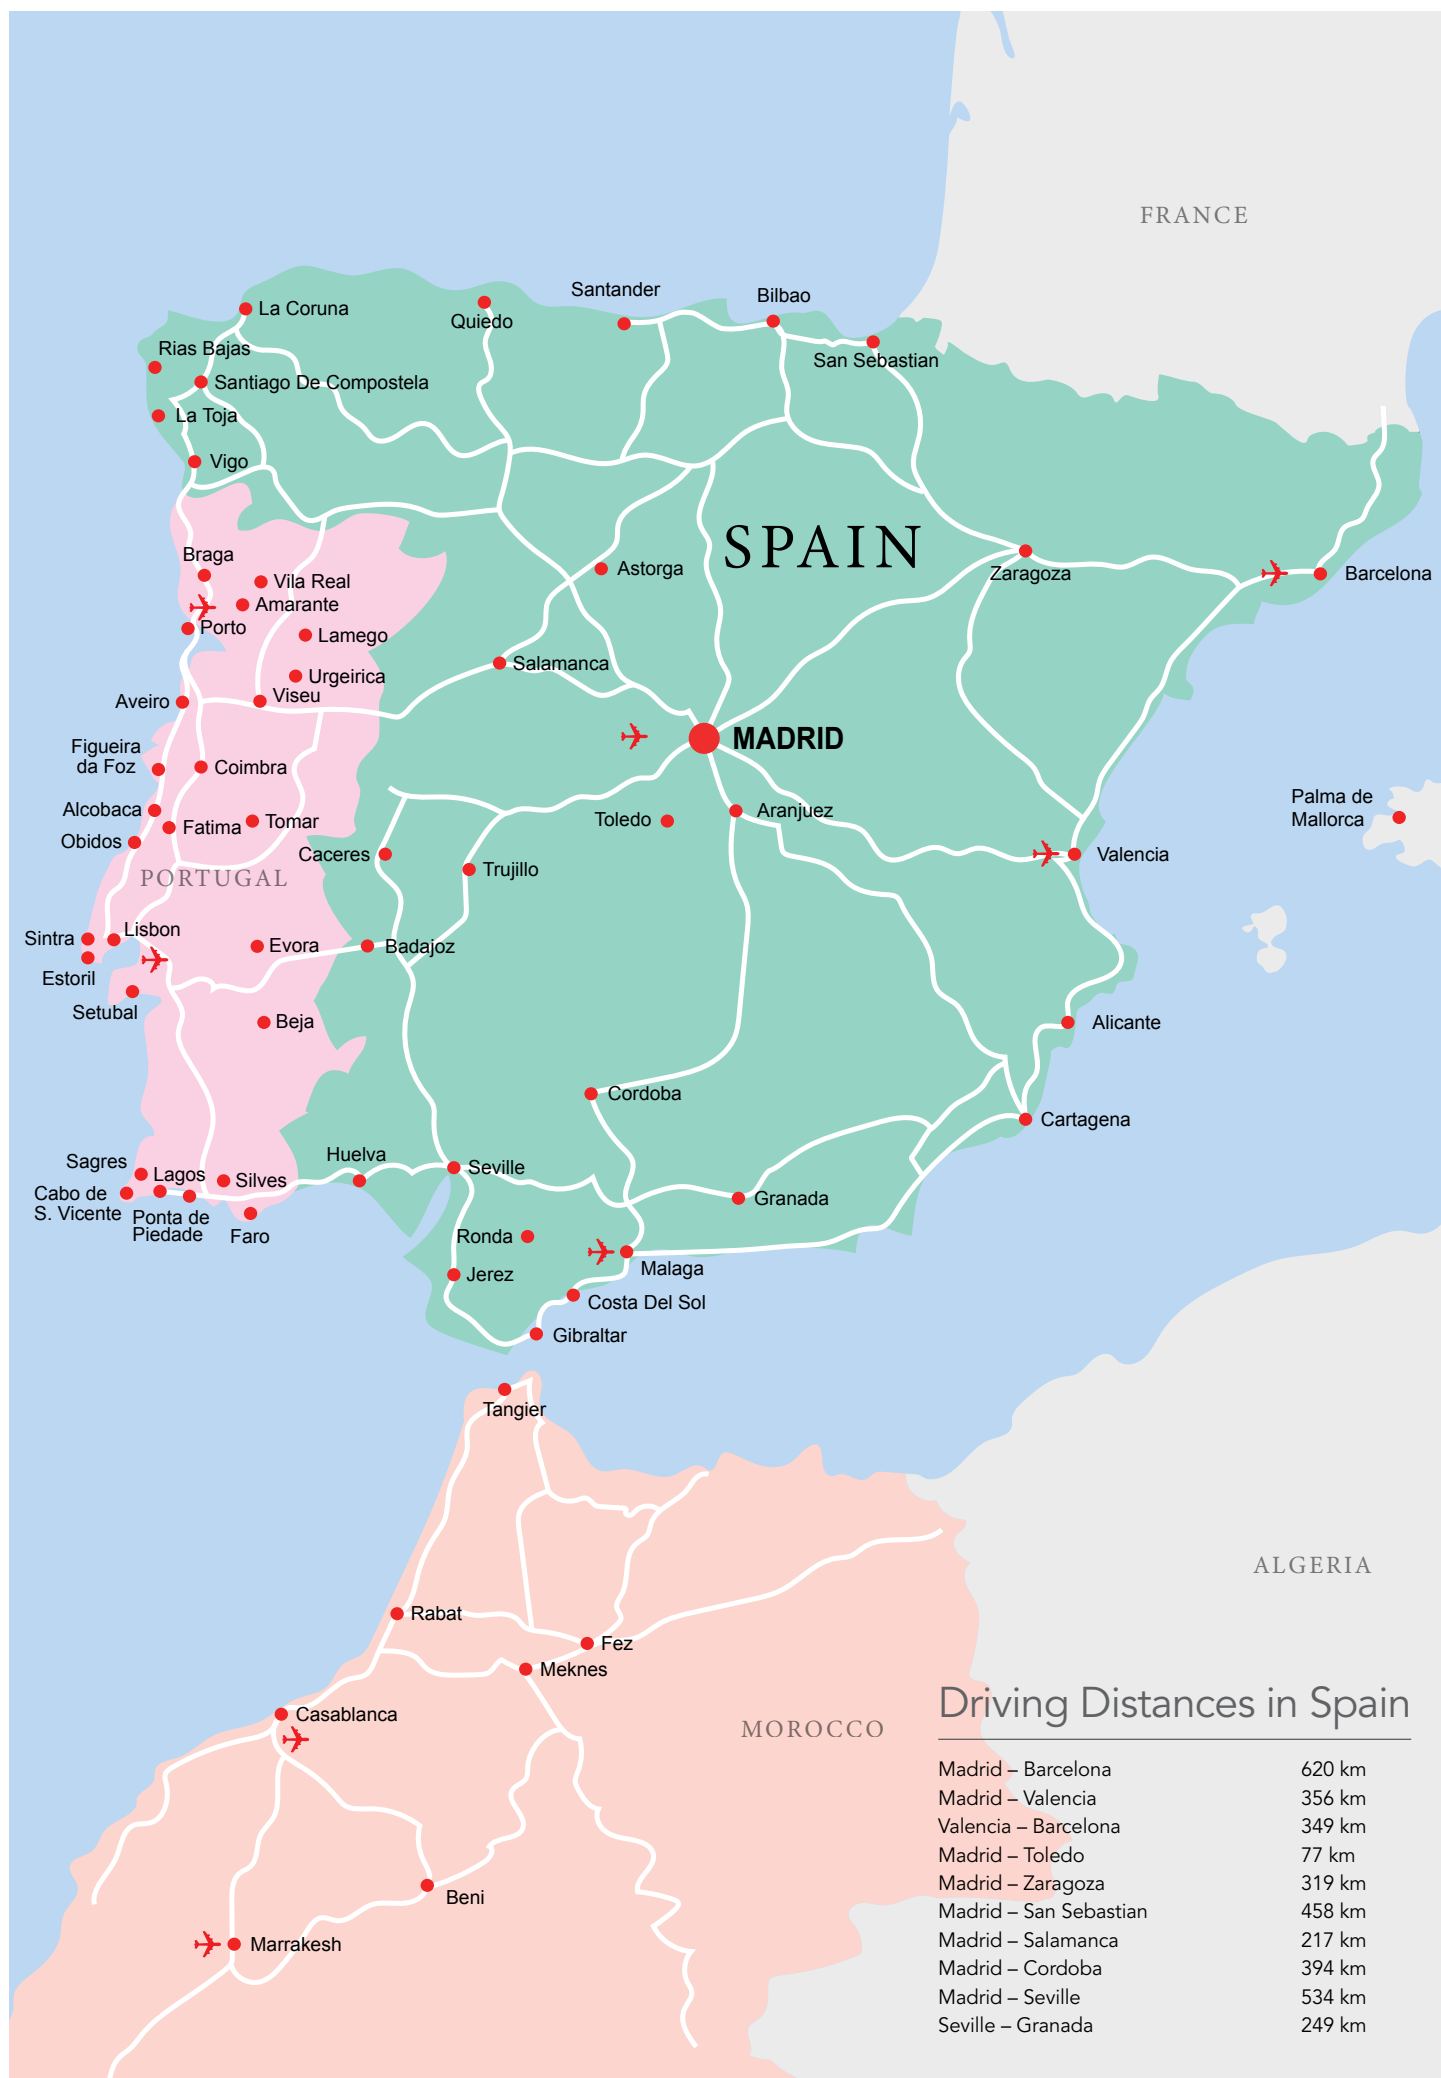 FRANCE
Santander
Bilbao
La Coruna
Quiedo
Rias Bajas
San Sebastian
Santiago De Compostela
La Toja
Vigo
SPAIN
Braga
Astorga
Zaragoza
Barcelona
Vila Real
Amarante
Porto
Lamego
Salamanca
Urgeirica
Aveiro
Viseu
MADRID
Figueira
da Foz
Coimbra
Palma de
Mallorca
Alcobaca
Fatima
Tomar
Toledo
Aranjuez
Obidos
Caceres
Valencia
Trujillo
PORTUGAL
Sintra
Lisbon
Evora
Badajoz
Estoril
Setubal
Beja
Alicante
Cordoba
Cartagena
Huelva
Sagres
Lagos
Silves
Seville
Cabo de
S. Vicente
Ponta de
Piedade
Faro
Granada
Ronda
Jerez
Malaga
Costa Del Sol
Gibraltar
Tangier
ALGERIA
Rabat
Fez
Meknes
Casablanca
MOROCCO
Beni
Marrakesh
Driving Distances in Spain
Madrid – Barcelona 620 km
Madrid – Valencia 356 km
Valencia – Barcelona 349 km
Madrid – Toledo 77 km
Madrid – Zaragoza 319 km
Madrid – San Sebastian 458 km
Madrid – Salamanca 217 km
Madrid – Cordoba 394 km
Madrid – Seville 534 km
Seville – Granada 249 km